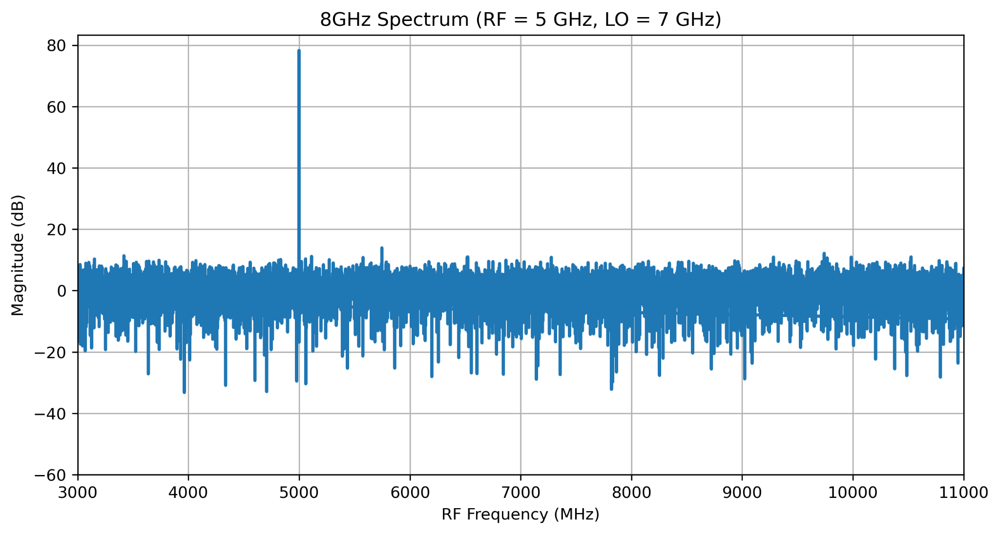 8GHz Spectrum (RF = 5 GHz, LO = 7 GHz)
80
60
40
20
0
−20
−40
−60
Magnitude (dB)
3000 4000 5000 6000 7000 8000 9000 10000 11000
RF Frequency (MHz)